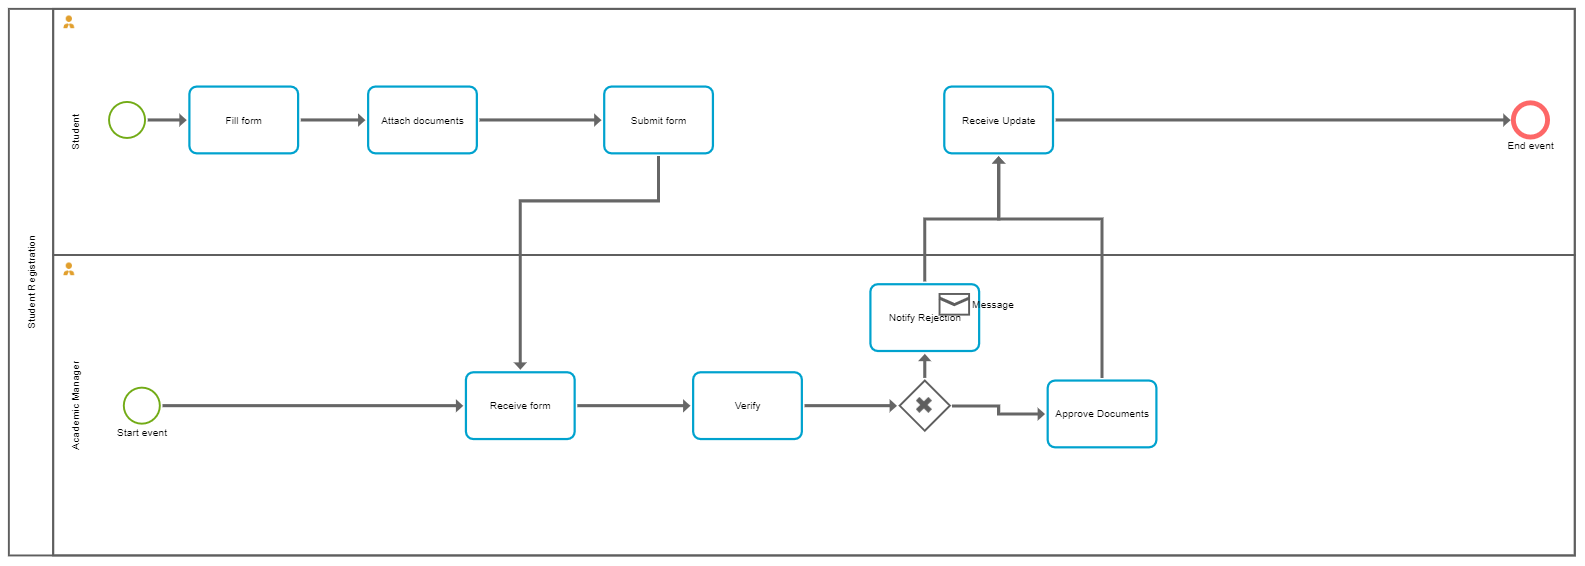 Student Registration
Student
Fill form
Attach documents
Submit form
Receive Update
End event
Academic Manager
Start event
Receive form
Verify
Notify Rejection
Message
Approve Documents